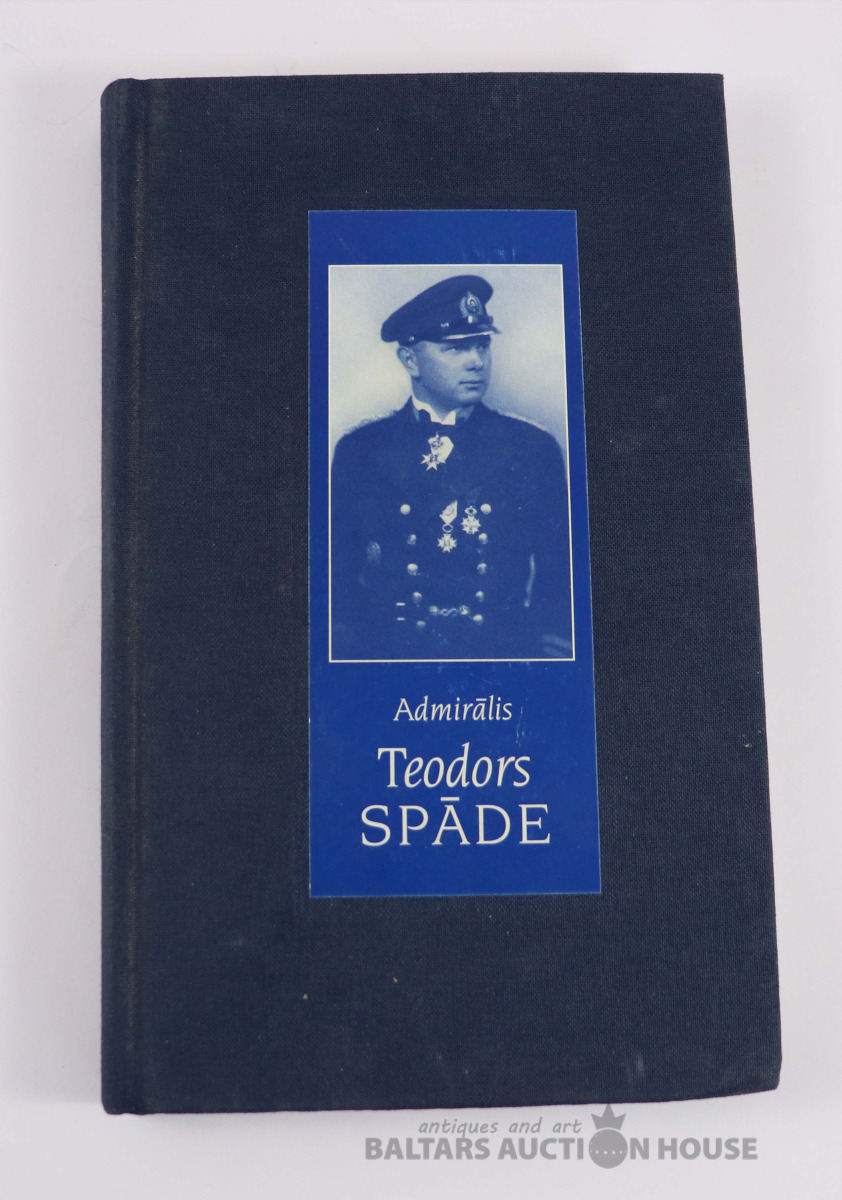 Admirālis
Teodors
SPĀDE
antiques and art
BALTARS AUCTION HOUSE